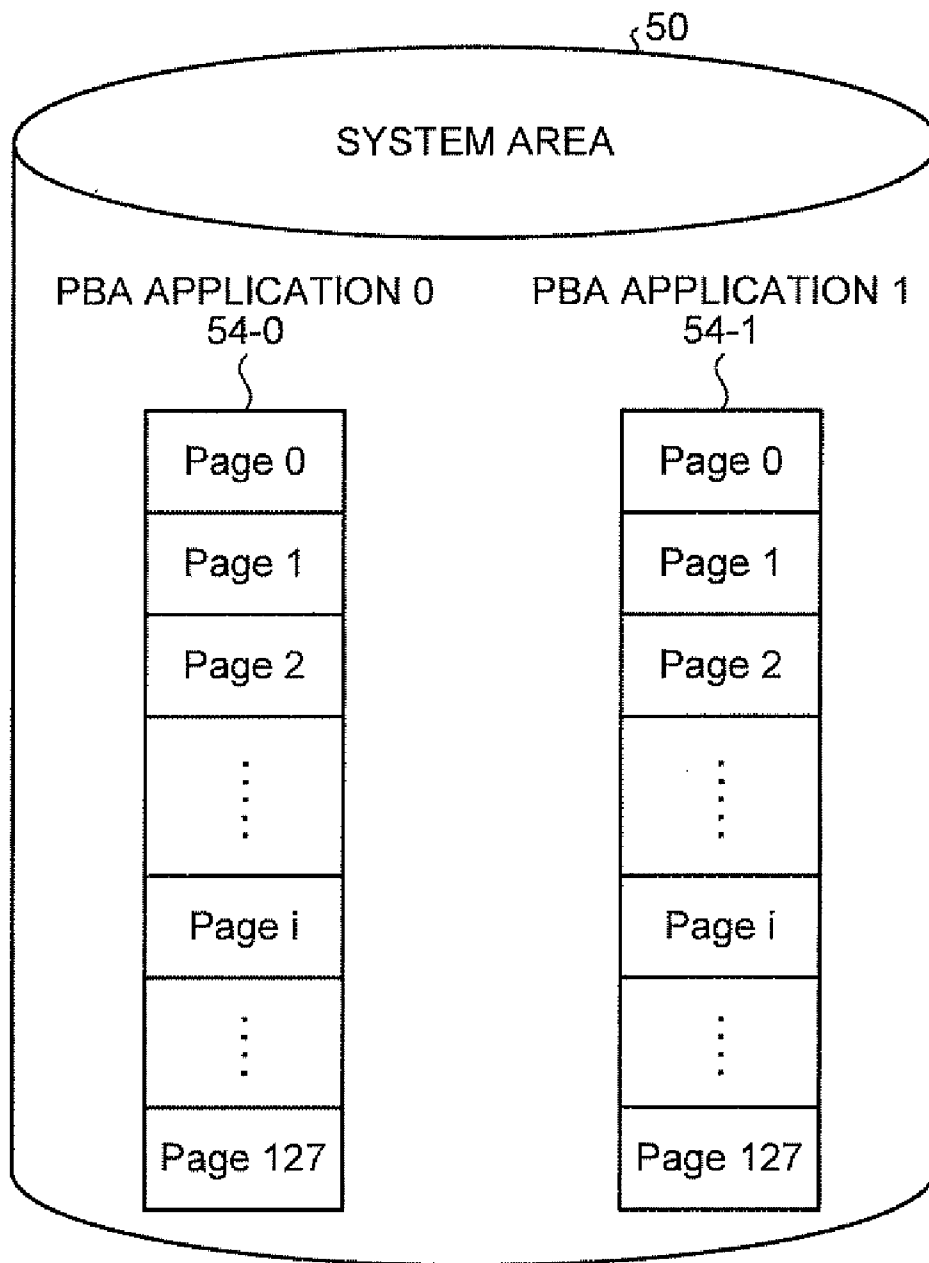 50
SYSTEM AREA
PBA APPLICATION 0
54-0
Page 0
Page 1
Page 2
Page i
Page 127
PBA APPLICATION 1
54-1
Page 0
Page 1
Page 2
Page i
Page 127